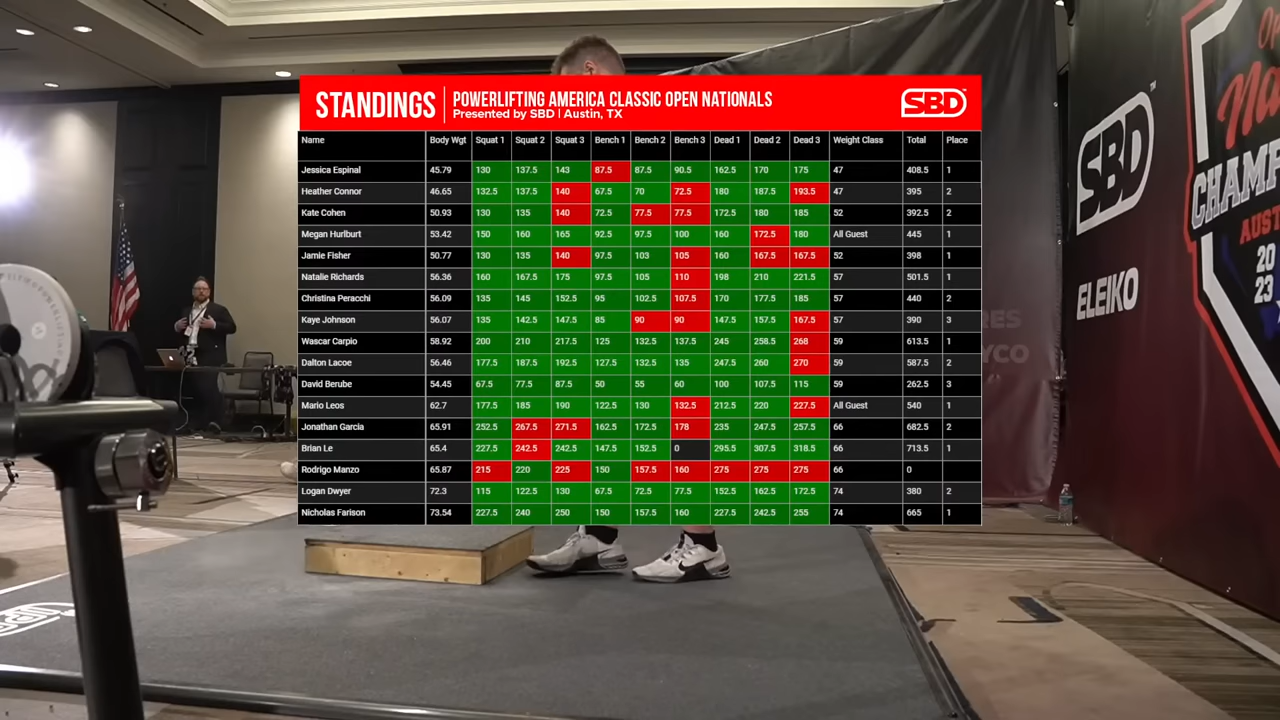 STANDINGS
POWERLIFTING AMERICA CLASSIC OPEN NATIONALS
Presented by SBD | Austin, TX
SBD
Name Body Wgt Squat 1 Squat 2 Squat 3 Bench 1 Bench 2 Bench 3 Dead 1 Dead 2 Dead 3 Weight Class Total Place
Jessica Espinal 45.79 130 137.5 143 87.5 87.5 90.5 162.5 170 175 47 408.5 1
Heather Connor 46.65 132.5 137.5 140 67.5 70 72.5 180 187.5 193.5 47 395 2
Kate Cohen 50.93 130 135 140 72.5 77.5 77.5 172.5 180 185 52 392.5 2
Megan Hurlburt 53.42 150 160 165 92.5 97.5 100 160 172.5 180 All Guest 445 1
Jamie Fisher 50.77 130 135 140 97.5 103 105 160 167.5 167.5 52 398 1
Natalie Richards 56.36 160 167.5 175 97.5 105 110 198 210 221.5 57 501.5 1
Christina Peracchi 56.09 135 145 152.5 95 102.5 107.5 170 177.5 185 57 440 2
Kaye Johnson 56.07 135 142.5 147.5 85 90 90 147.5 157.5 167.5 57 390 3
Wascar Carpio 58.92 200 210 217.5 125 132.5 137.5 245 258.5 268 59 613.5 1
Dalton Lacoe 56.46 177.5 187.5 192.5 127.5 132.5 135 247.5 260 270 59 587.5 2
David Berube 54.45 67.5 77.5 87.5 50 55 60 100 107.5 115 59 262.5 3
Mario Leos 62.7 177.5 185 190 122.5 130 132.5 212.5 220 227.5 All Guest 540 1
Jonathan Garcia 65.91 252.5 267.5 271.5 162.5 172.5 178 235 247.5 257.5 66 682.5 2
Brian Le 65.4 227.5 242.5 242.5 147.5 152.5 0 295.5 307.5 318.5 66 713.5 1
Rodrigo Manzo 65.87 215 220 225 150 157.5 160 275 275 275 66 0
Logan Dwyer 72.3 115 122.5 130 67.5 72.5 77.5 152.5 162.5 172.5 74 380 2
Nicholas Farison 73.54 227.5 240 250 150 157.5 160 227.5 242.5 255 74 665 1
SBD
ELEIKO
CHAMP
AUST
20
23